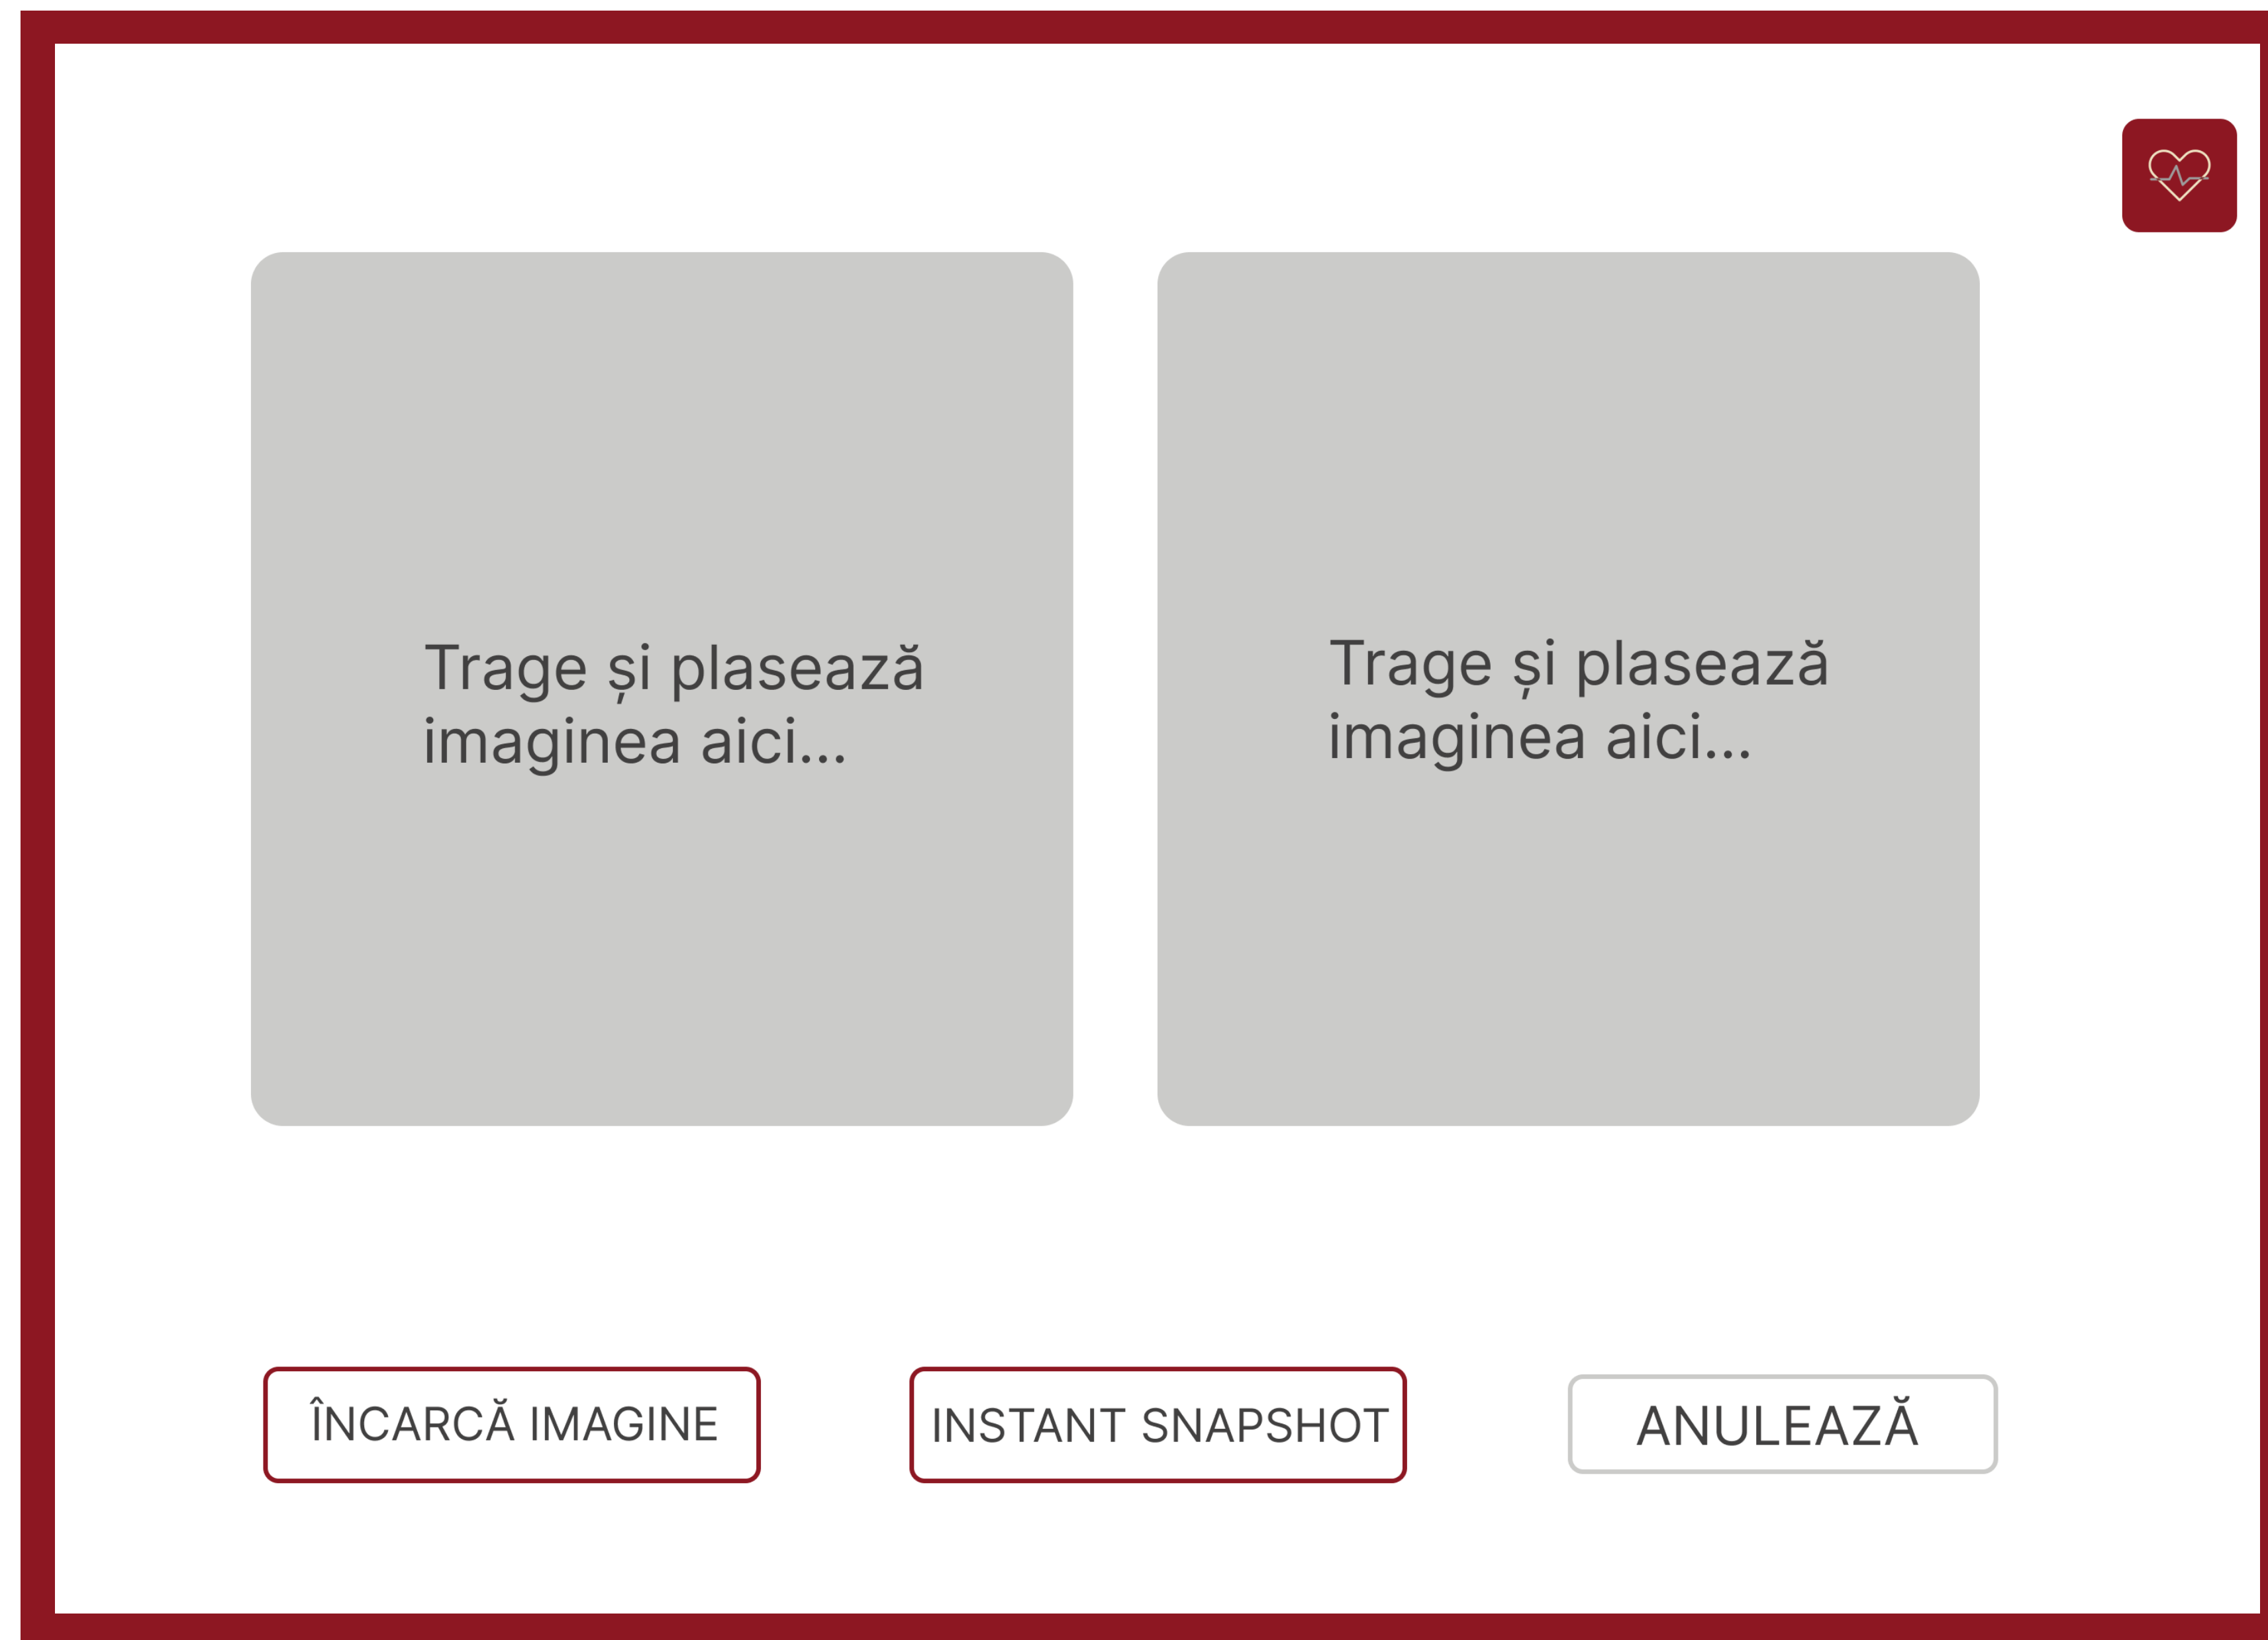 Trage și plasează
imaginea aici...
Trage și plasează
imaginea aici...
ÎNCARCĂ IMAGINE
INSTANT SNAPSHOT
ANULEAZĂ